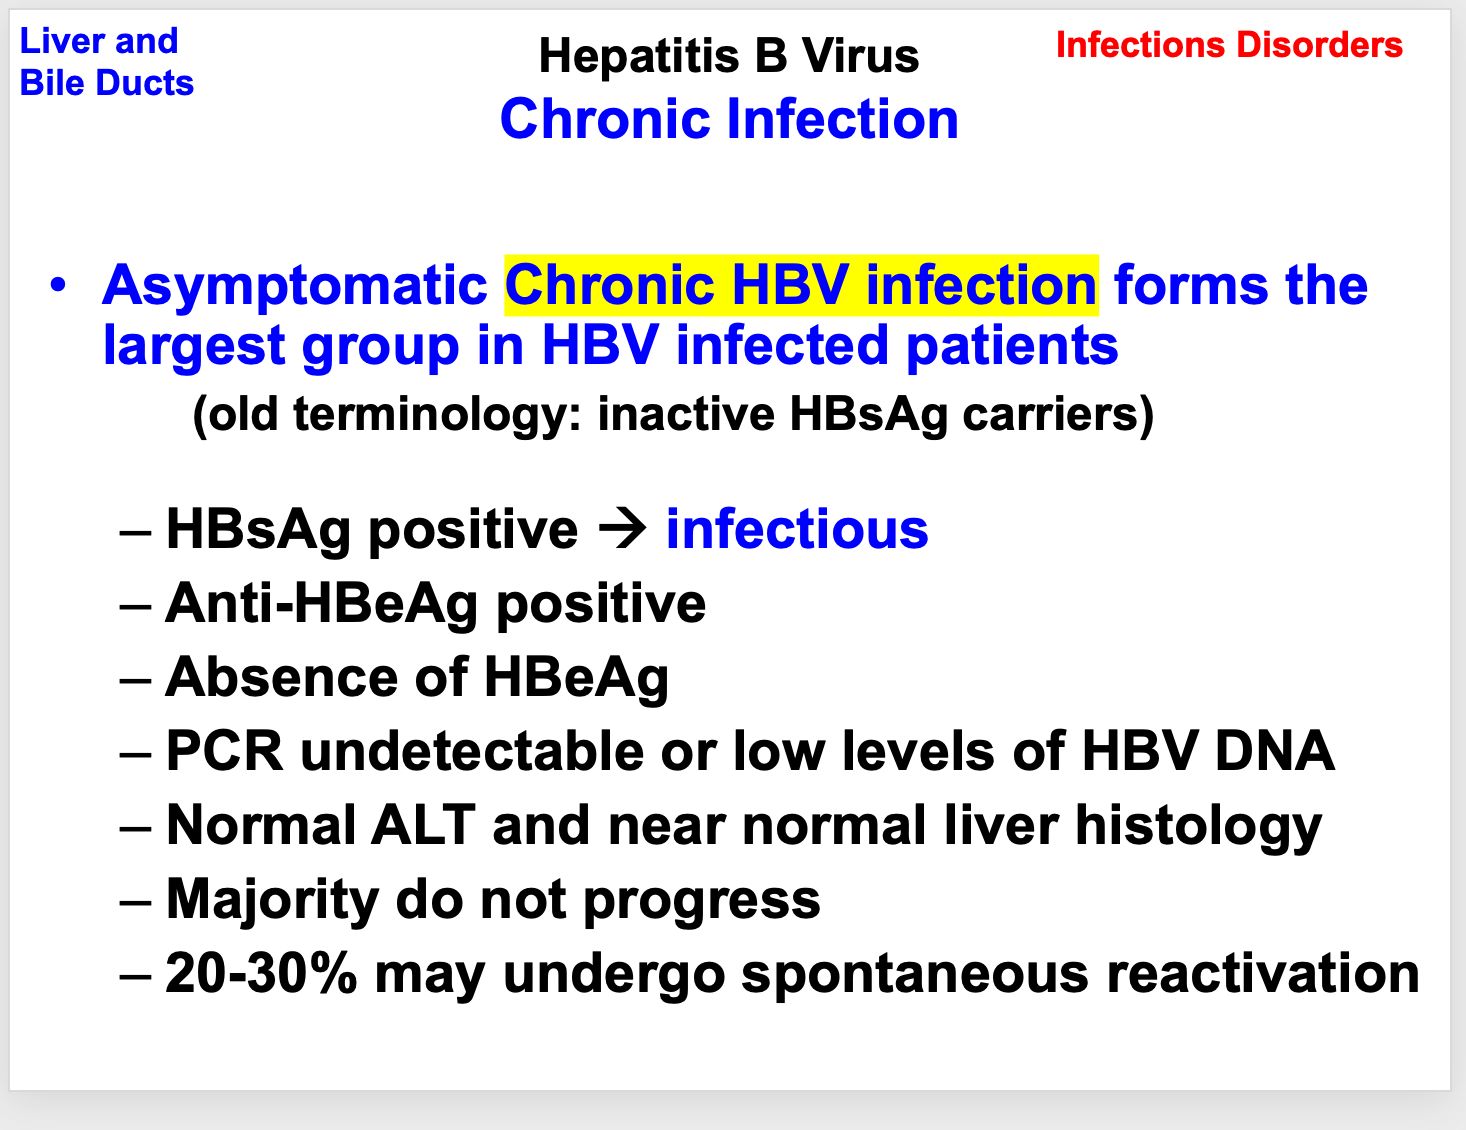 Liver and
Bile Ducts
Hepatitis B Virus
Infections Disorders
Chronic Infection
• Asymptomatic Chronic HBV infection forms the
largest group in HBV infected patients
(old terminology: inactive HBsAg carriers)
– HBsAg positive → infectious
– Anti-HBeAg positive
– Absence of HBeAg
– PCR undetectable or low levels of HBV DNA
– Normal ALT and near normal liver histology
– Majority do not progress
– 20-30% may undergo spontaneous reactivation